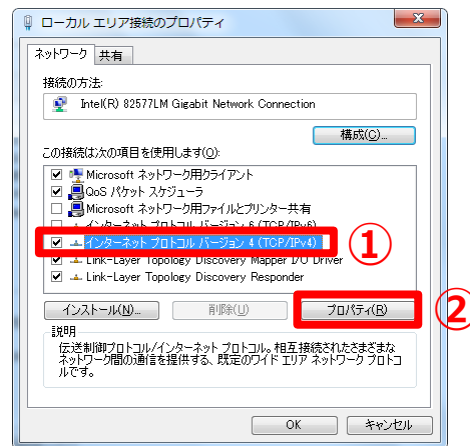 ローカル エリア接続のプロパティ
ネットワーク 共有
接続の方法:
Intel(R) 82577LM Gigabit Network Connection
構成(C)...
この接続は次の項目を使用します(O):
Microsoft ネットワーク用クライアント
QoS パケット スケジューラ
Microsoft ネットワーク用ファイルとプリンター共有
インターネット プロトコル バージョン 6 (TCP/IPv6)
インターネット プロトコル バージョン 4 (TCP/IPv4)
①
Link-Layer Topology Discovery Mapper I/O Driver
Link-Layer Topology Discovery Responder
インストール(N)... 削除(U) プロパティ(R)
②
説明
伝送制御プロトコル/インターネット プロトコル。相互接続されたさまざまな
ネットワーク間の通信を提供する、既定のワイド エリア ネットワーク プロトコ
ルです。
OK キャンセル